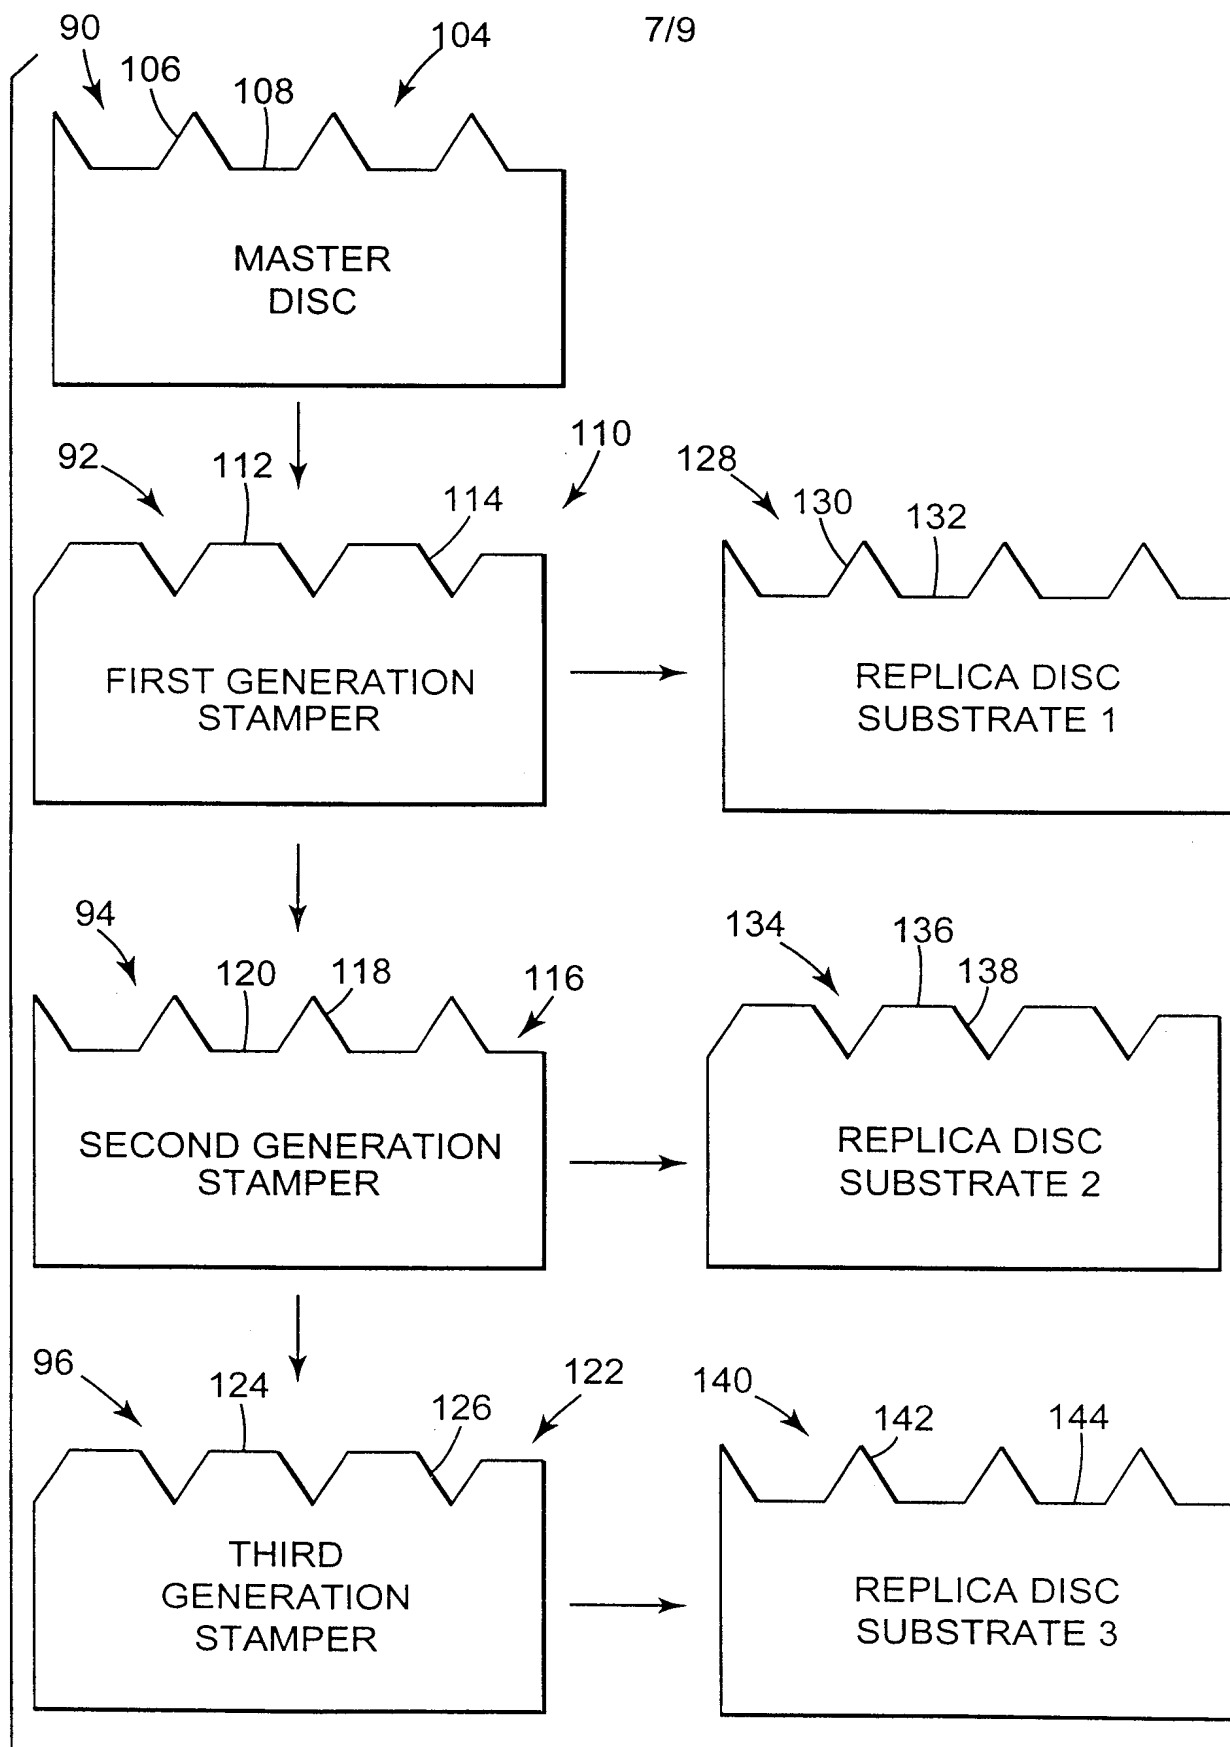 7/9
90
104
106
108
MASTER
DISC
92
112
110
114
128
130
132
FIRST GENERATION
STAMPER
REPLICA DISC
SUBSTRATE 1
94
120
118
116
134
136
138
SECOND GENERATION
STAMPER
REPLICA DISC
SUBSTRATE 2
96
124
126
122
140
142
144
THIRD
GENERATION
STAMPER
REPLICA DISC
SUBSTRATE 3